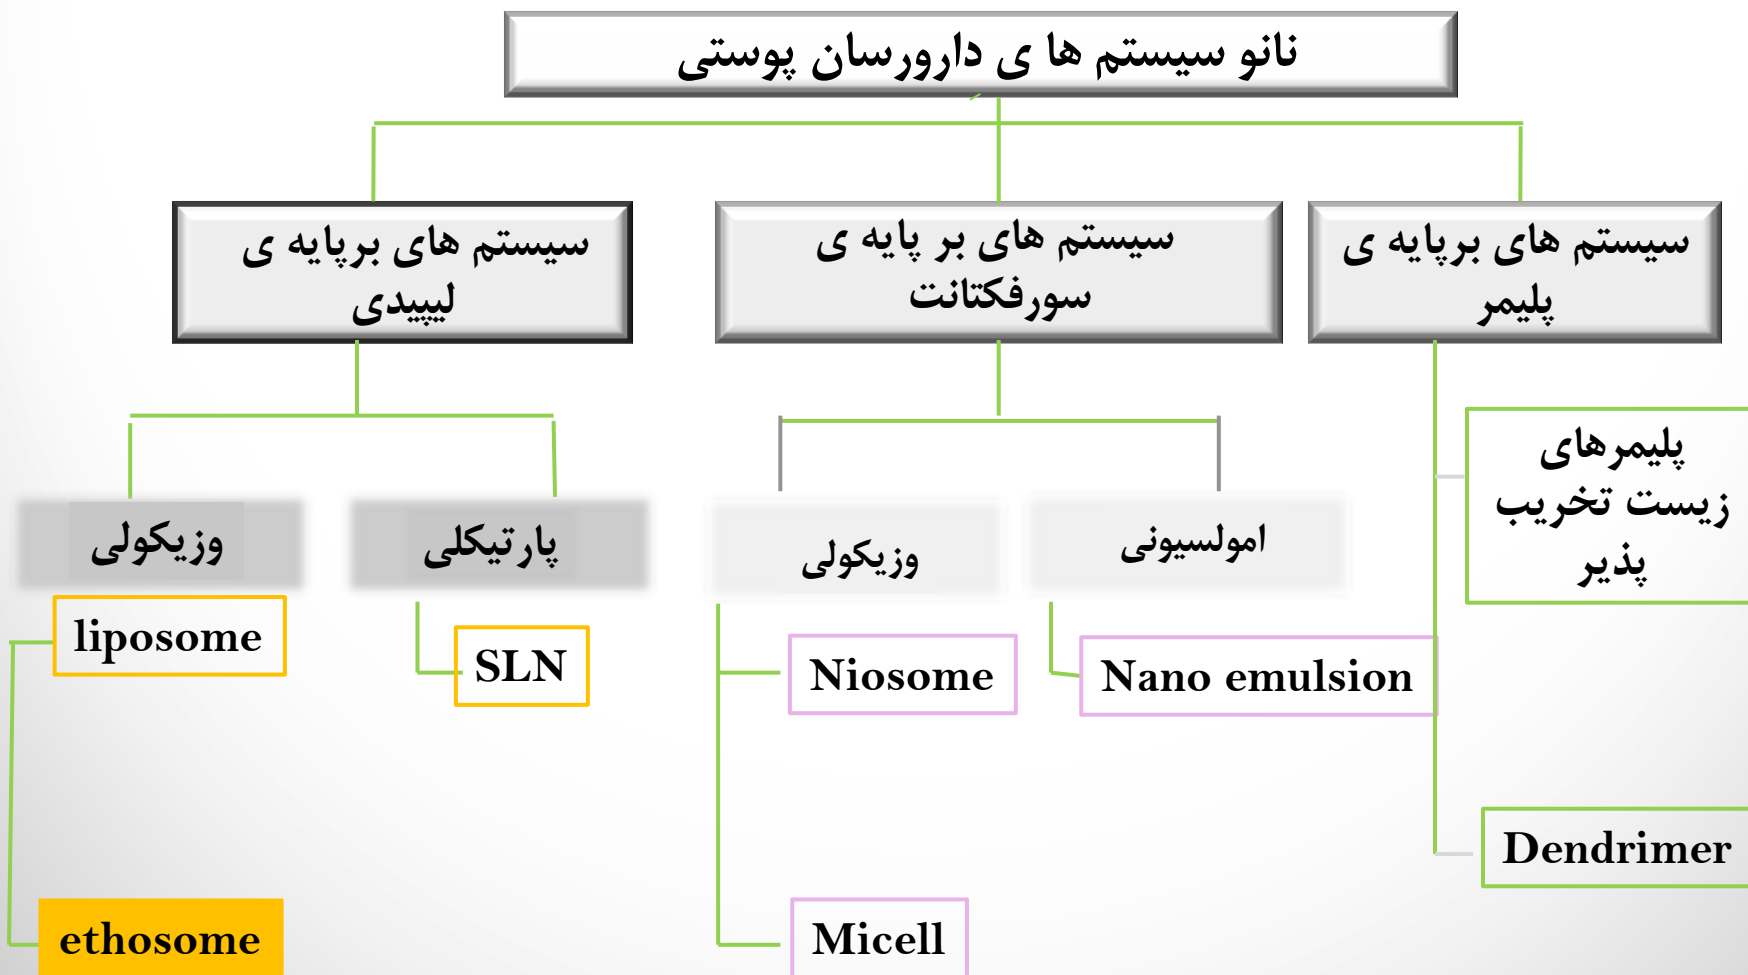 نانو سیستم ها ی دارورسان پوستی
سیستم های برپایه ی
پلیمر
سیستم های بر پایه ی
سورفکتانت
سیستم های برپایه ی
لیپیدی
پلیمرهای
زیست تخریب
پذیر
امولسیونی
وزیکولی
پارتیکلی
وزیکولی
liposome
SLN
Niosome
Nano emulsion
Dendrimer
ethosome
Micell